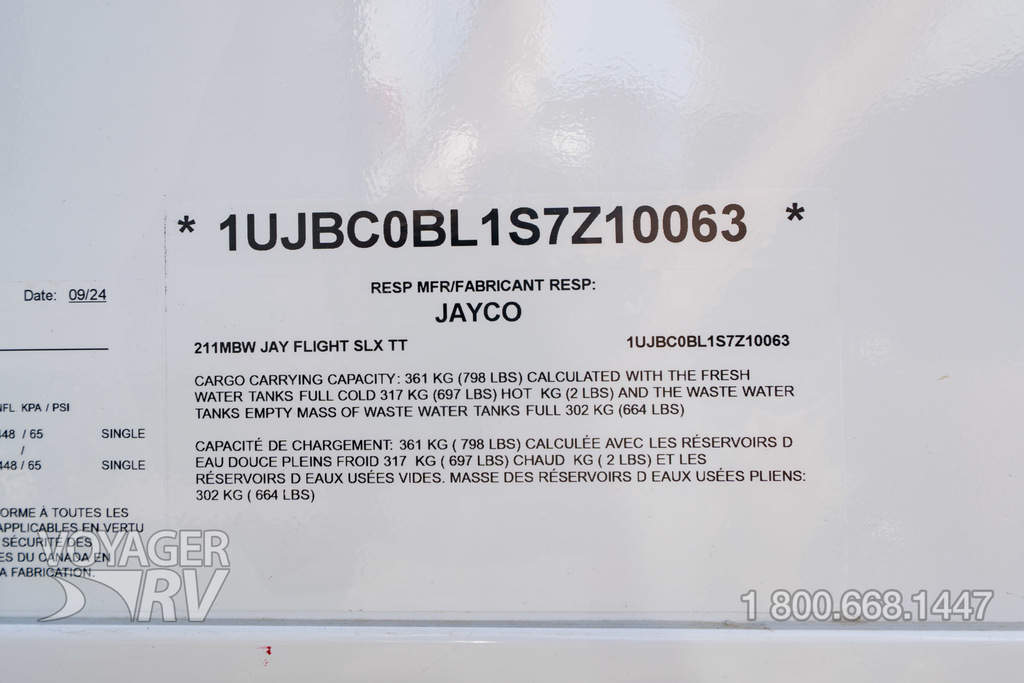 * 1UJBC0BL1S7Z10063 *
RESP MFR/FABRICANT RESP:
JAYCO
211MBW JAY FLIGHT SLX TT 1UJBC0BL1S7Z10063
CARGO CARRYING CAPACITY: 361 KG (798 LBS) CALCULATED WITH THE FRESH
WATER TANKS FULL COLD 317 KG (697 LBS) HOT KG (2 LBS) AND THE WASTE WATER
TANKS EMPTY MASS OF WASTE WATER TANKS FULL 302 KG (664 LBS)
CAPACITÉ DE CHARGEMENT: 361 KG ( 798 LBS) CALCULÉE AVEC LES RÉSERVOIRS D
EAU DOUCE PLEINS FROID 317 KG ( 697 LBS) CHAUD KG ( 2 LBS) ET LES
RÉSERVOIRS D EAUX USÉES VIDES. MASSE DES RÉSERVOIRS D EAUX USÉES PLIENS:
302 KG ( 664 LBS)
Date: 09/24
KPA / PSI
448 / 65 SINGLE
/
448 / 65 SINGLE
ORME À TOUTES LES
APPLICABLES EN VERTU
SÉCURITÉ DES
ES DU CANADA EN
A FABRICATION.
VOYAGER
RV
1 800.668.1447